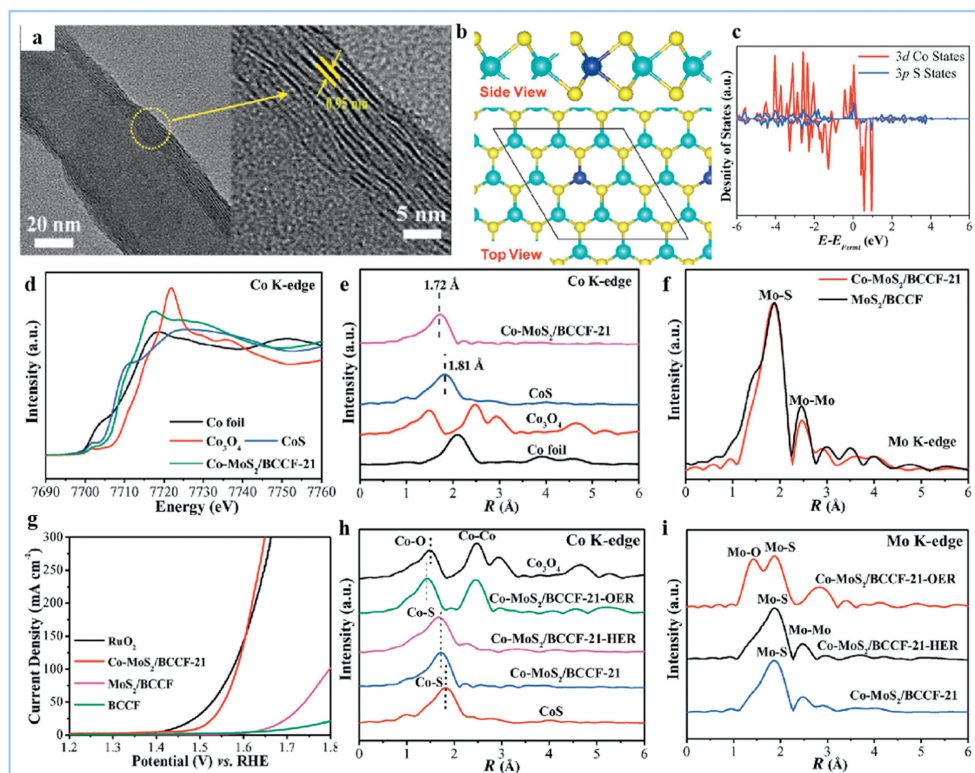 a
0.95 nm
20 nm
5 nm
b
Side View
Top View
c
3d Co States
3p S States
Desnity of States (a.u.)
-6 -4 -2 0 2 4 6
E-E_Fermi (eV)
d
Co K-edge
Intensity (a.u.)
Co foil
Co₃O₄ CoS
Co-MoS₂/BCCF-21
7690 7700 7710 7720 7730 7740 7750 7760
Energy (eV)
e
Co K-edge
1.72 Å
Co-MoS₂/BCCF-21
1.81 Å
CoS
Co₃O₄
Co foil
Intensity (a.u.)
0 1 2 3 4 5 6
R (Å)
f
Mo-S
Co-MoS₂/BCCF-21
MoS₂/BCCF
Mo-Mo
Mo K-edge
Intensity (a.u.)
0 1 2 3 4 5 6
R (Å)
g
Current Density (mA cm⁻²)
300
250
200
150
100
50
0
RuO₂
Co-MoS₂/BCCF-21
MoS₂/BCCF
BCCF
1.2 1.3 1.4 1.5 1.6 1.7 1.8
Potential (V) vs. RHE
h
Co K-edge
Co-O
Co-Co
Co₃O₄
Co-MoS₂/BCCF-21-OER
Co-S
Co-MoS₂/BCCF-21-HER
Co-MoS₂/BCCF-21
Co-S
CoS
Intensity (a.u.)
0 1 2 3 4 5 6
R (Å)
i
Mo K-edge
Mo-O
Mo-S
Co-MoS₂/BCCF-21-OER
Mo-S
Mo-Mo
Co-MoS₂/BCCF-21-HER
Mo-S
Co-MoS₂/BCCF-21
Intensity (a.u.)
0 1 2 3 4 5 6
R (Å)